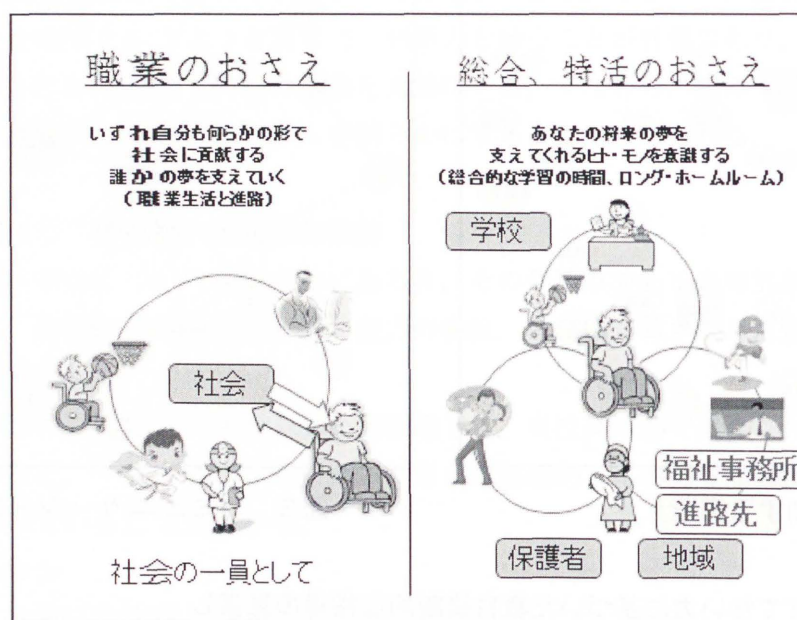 職業のおさえ
いずれ自分も何らかの形で
社会に貢献する
誰かの夢を支えていく
(職業生活と進路)
社会
社会の一員として
総合、特活のおさえ
あなたの将来の夢を
支えてくれるヒト・モノを意識する
(総合的な学習の時間、ロング・ホームルーム)
学校
福祉事務所
進路先
保護者
地域